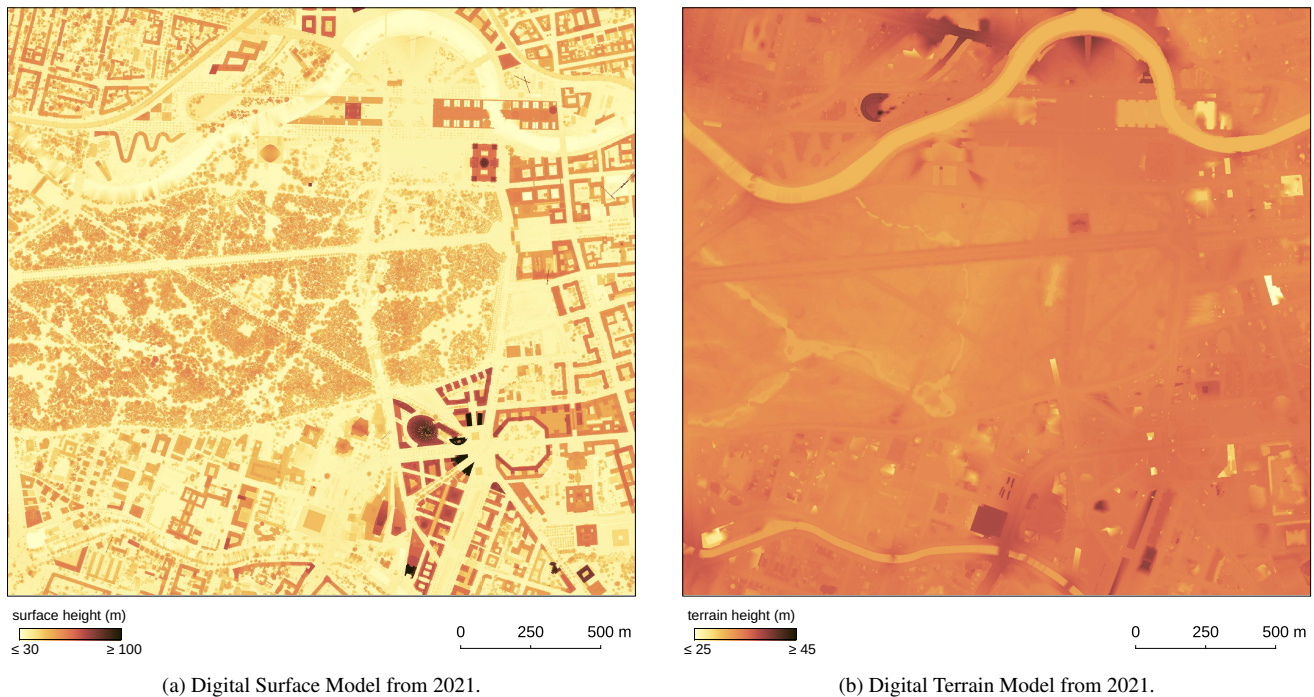 surface height (m)
≤ 30
≥ 100
0
250
500 m
(a) Digital Surface Model from 2021.
terrain height (m)
≤ 25
≥ 45
0
250
500 m
(b) Digital Terrain Model from 2021.